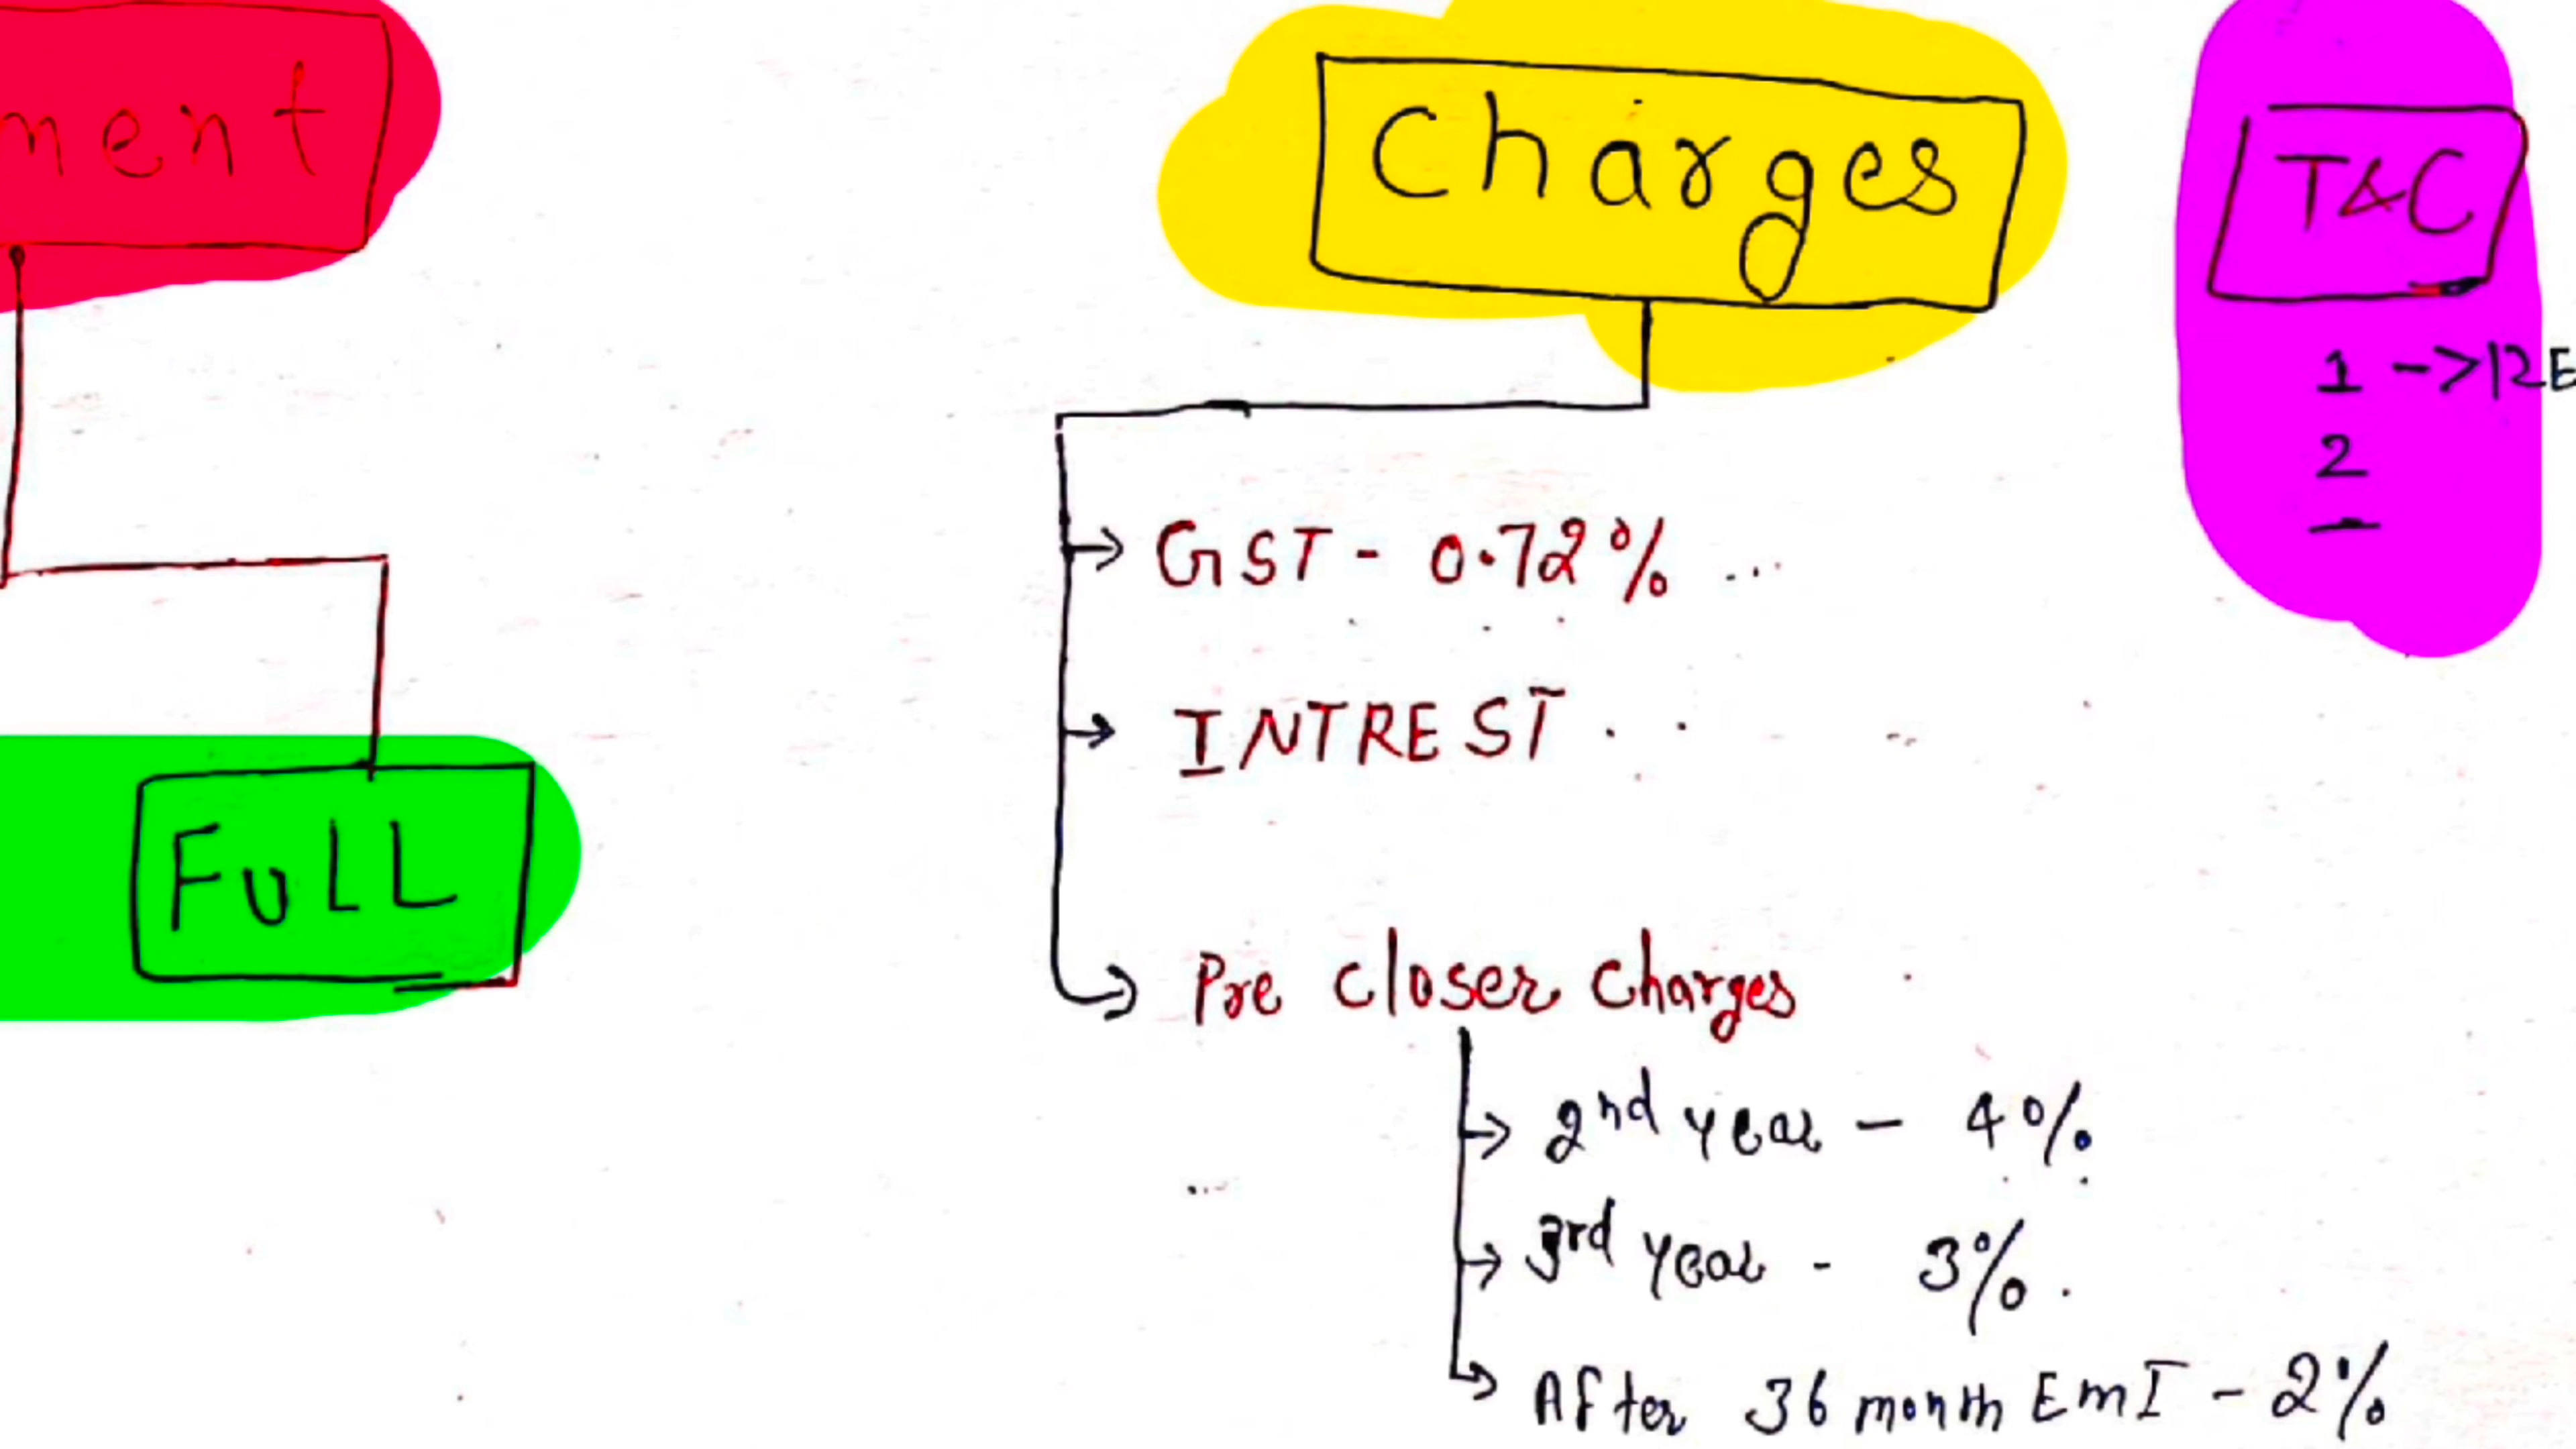 ment
FULL
Charges
GST - 0.72%
INTREST
Pre closer charges
2nd year - 4%
3rd year - 3%.
After 36 month EMI - 2%
T&C
1 -> 12E
2